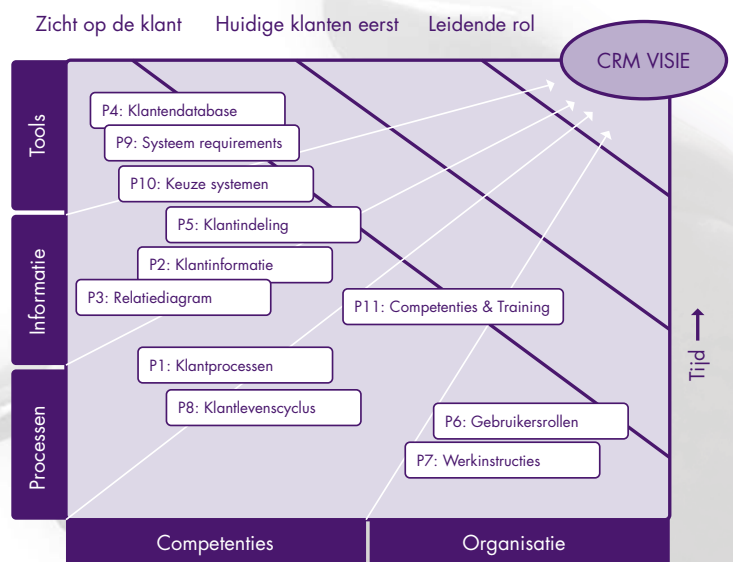 Zicht op de klant
Huidige klanten eerst
Leidende rol
CRM VISIE
Tools
P4: Klantendatabase
P9: Systeem requirements
P10: Keuze systemen
P5: Klantindeling
Informatie
P2: Klantinformatie
P3: Relatiediagram
P11: Competenties & Training
Tijd
P1: Klantprocessen
P8: Klantlevenscyclus
Processen
P6: Gebruikersrollen
P7: Werkinstructies
Competenties
Organisatie